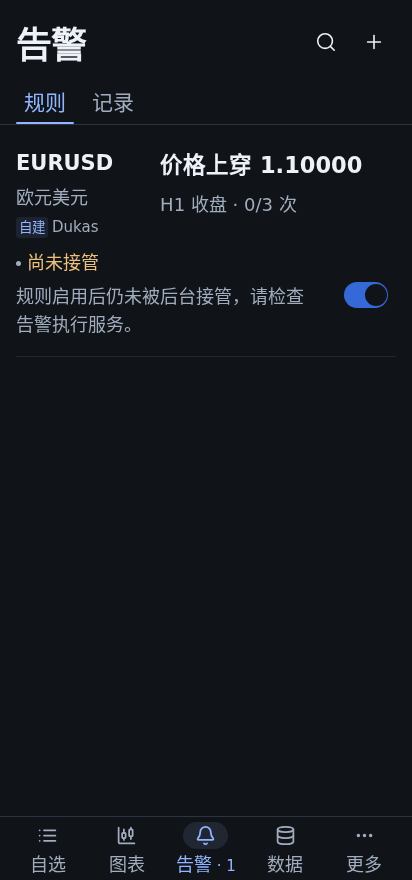 告警
规则 记录
EURUSD
价格上穿 1.10000
欧元美元
H1 收盘 · 0/3 次
自建 Dukas
• 尚未接管
规则启用后仍未被后台接管，请检查
告警执行服务。
自选 图表 告警 · 1 数据 更多